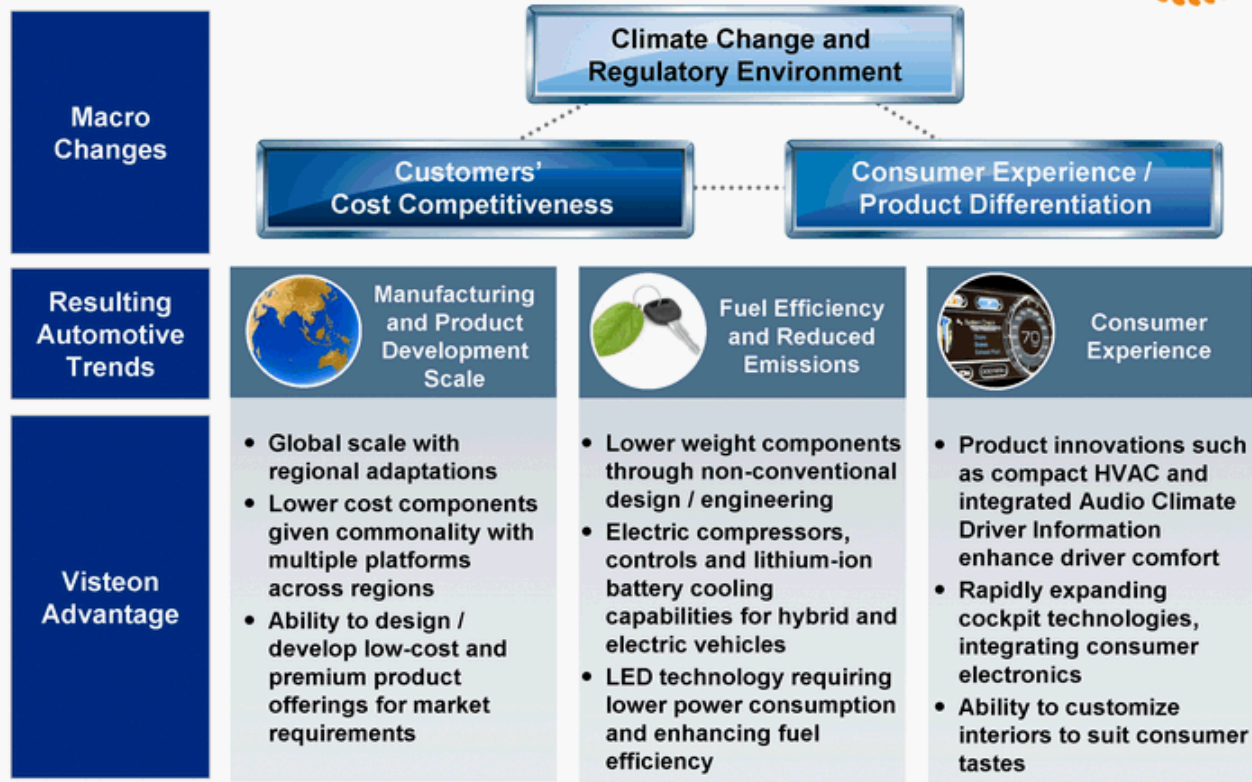 Macro
Changes
Climate Change and
Regulatory Environment
Customers'
Cost Competitiveness
Consumer Experience /
Product Differentiation
Resulting
Automotive
Trends
Manufacturing
and Product
Development
Scale
Fuel Efficiency
and Reduced
Emissions
Consumer
Experience
Visteon
Advantage
• Global scale with
regional adaptations
• Lower cost components
given commonality with
multiple platforms
across regions
• Ability to design /
develop low-cost and
premium product
offerings for market
requirements
• Lower weight components
through non-conventional
design / engineering
• Electric compressors,
controls and lithium-ion
battery cooling
capabilities for hybrid and
electric vehicles
• LED technology requiring
lower power consumption
and enhancing fuel
efficiency
• Product innovations such
as compact HVAC and
integrated Audio Climate
Driver Information
enhance driver comfort
• Rapidly expanding
cockpit technologies,
integrating consumer
electronics
• Ability to customize
interiors to suit consumer
tastes